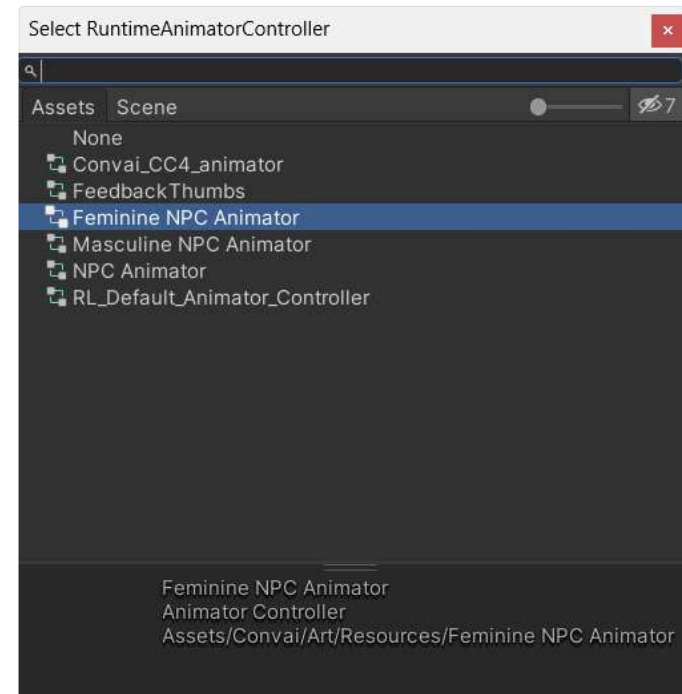 Select RuntimeAnimatorController
Assets Scene 7
None
Convai_CC4_animator
FeedbackThumbs
Feminine NPC Animator
Masculine NPC Animator
NPC Animator
RL_Default_Animator_Controller
Feminine NPC Animator
Animator Controller
Assets/Convai/Art/Resources/Feminine NPC Animator